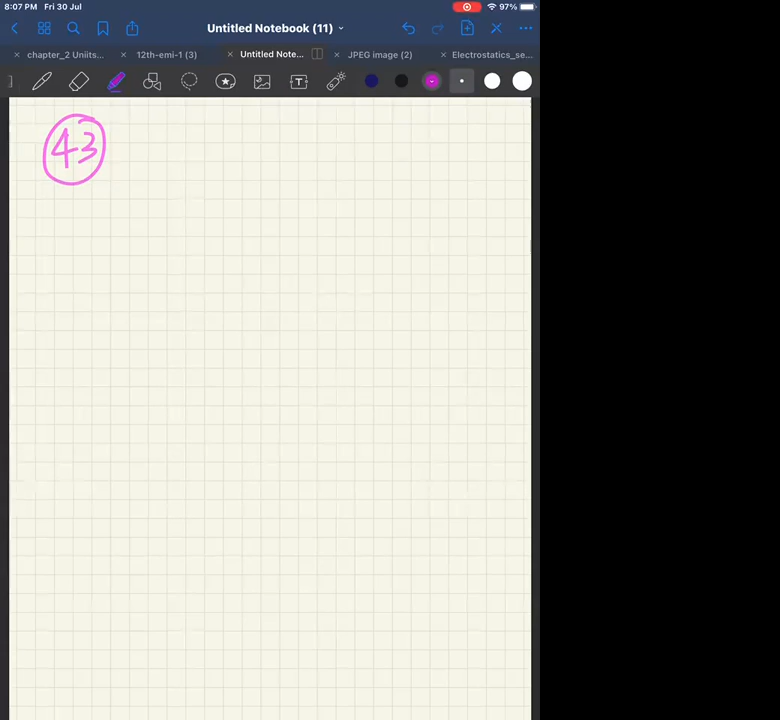 8:07 PM Fri 30 Jul 97%
Untitled Notebook (11)
chapter_2 Uniits... 12th-emi-1 (3) Untitled Note... JPEG image (2) Electrostatics_se...
43